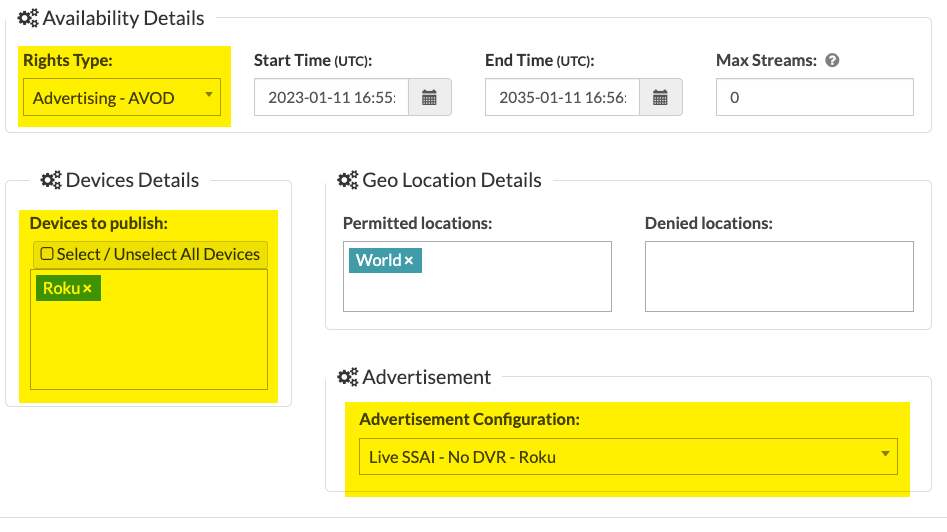 Availability Details
Rights Type: Start Time (UTC): End Time (UTC): Max Streams: ?
Advertising - AVOD 2023-01-11 16:55: 2035-01-11 16:56: 0
Devices Details
Devices to publish:
Select / Unselect All Devices
Roku ×
Geo Location Details
Permitted locations: Denied locations:
World ×
Advertisement
Advertisement Configuration:
Live SSAI - No DVR - Roku